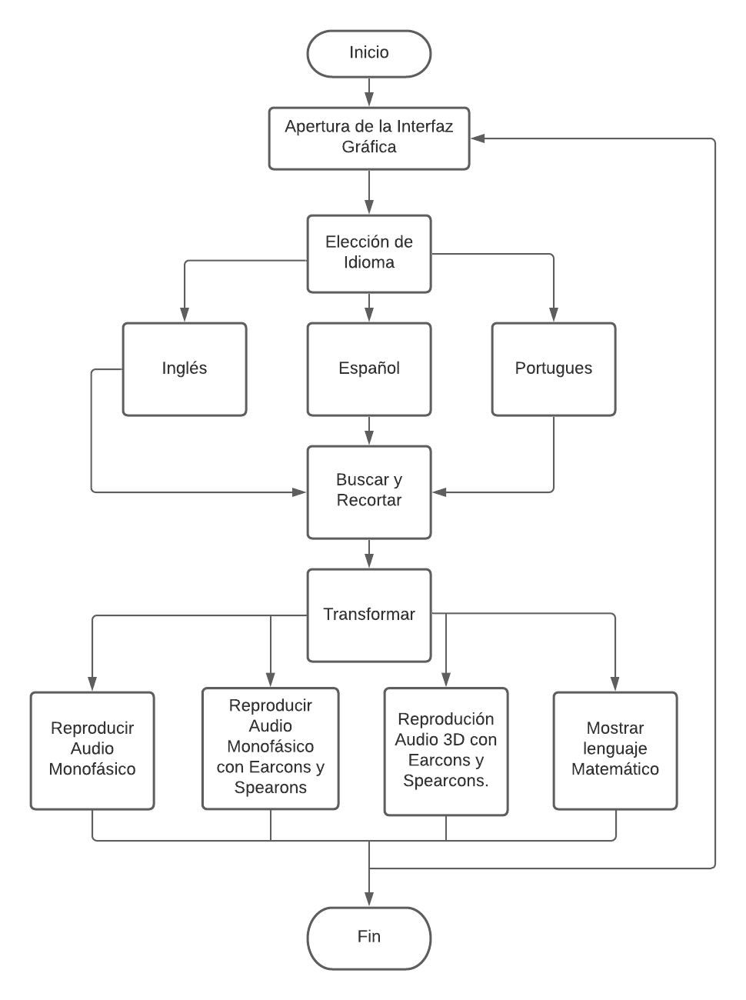 Inicio
Apertura de la Interfaz
Gráfica
Elección de
Idioma
Inglés
Español
Portugues
Buscar y
Recortar
Transformar
Reproducir
Audio
Monofásico
Reproducir
Audio
Monofásico
con Earcons y
Spearons
Reprodución
Audio 3D con
Earcons y
Spearcons.
Mostrar
lenguaje
Matemático
Fin